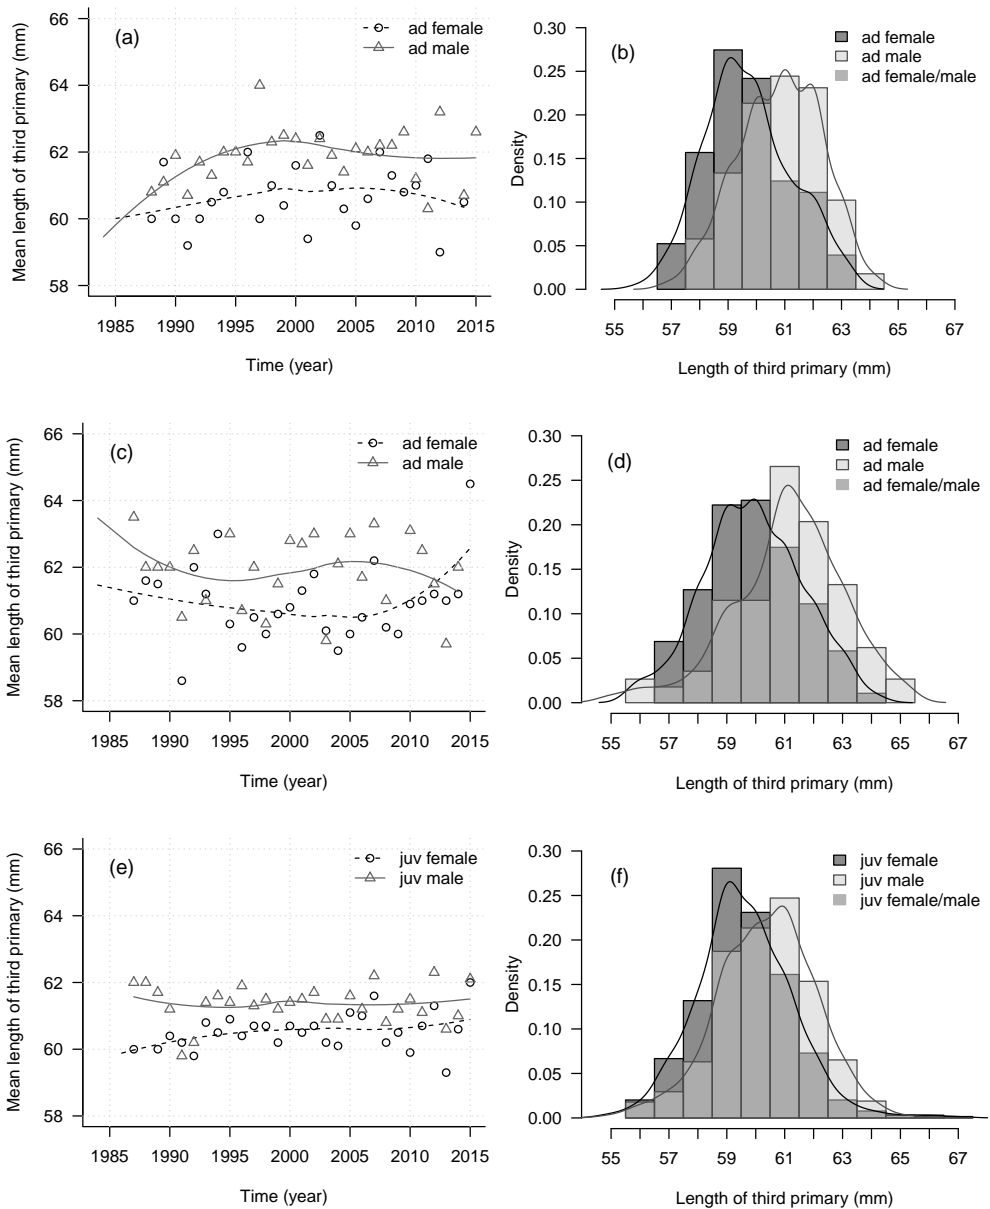 (a)
ad female
ad male
Mean length of third primary (mm)
66
64
62
60
58
1985 1990 1995 2000 2005 2010 2015
Time (year)
(b)
ad female
ad male
ad female/male
Density
0.30
0.25
0.20
0.15
0.10
0.05
0.00
55 57 59 61 63 65 67
Length of third primary (mm)
(c)
ad female
ad male
Mean length of third primary (mm)
66
64
62
60
58
1985 1990 1995 2000 2005 2010 2015
Time (year)
(d)
ad female
ad male
ad female/male
Density
0.30
0.25
0.20
0.15
0.10
0.05
0.00
55 57 59 61 63 65 67
Length of third primary (mm)
(e)
juv female
juv male
Mean length of third primary (mm)
66
64
62
60
58
1985 1990 1995 2000 2005 2010 2015
Time (year)
(f)
juv female
juv male
juv female/male
Density
0.30
0.25
0.20
0.15
0.10
0.05
0.00
55 57 59 61 63 65 67
Length of third primary (mm)